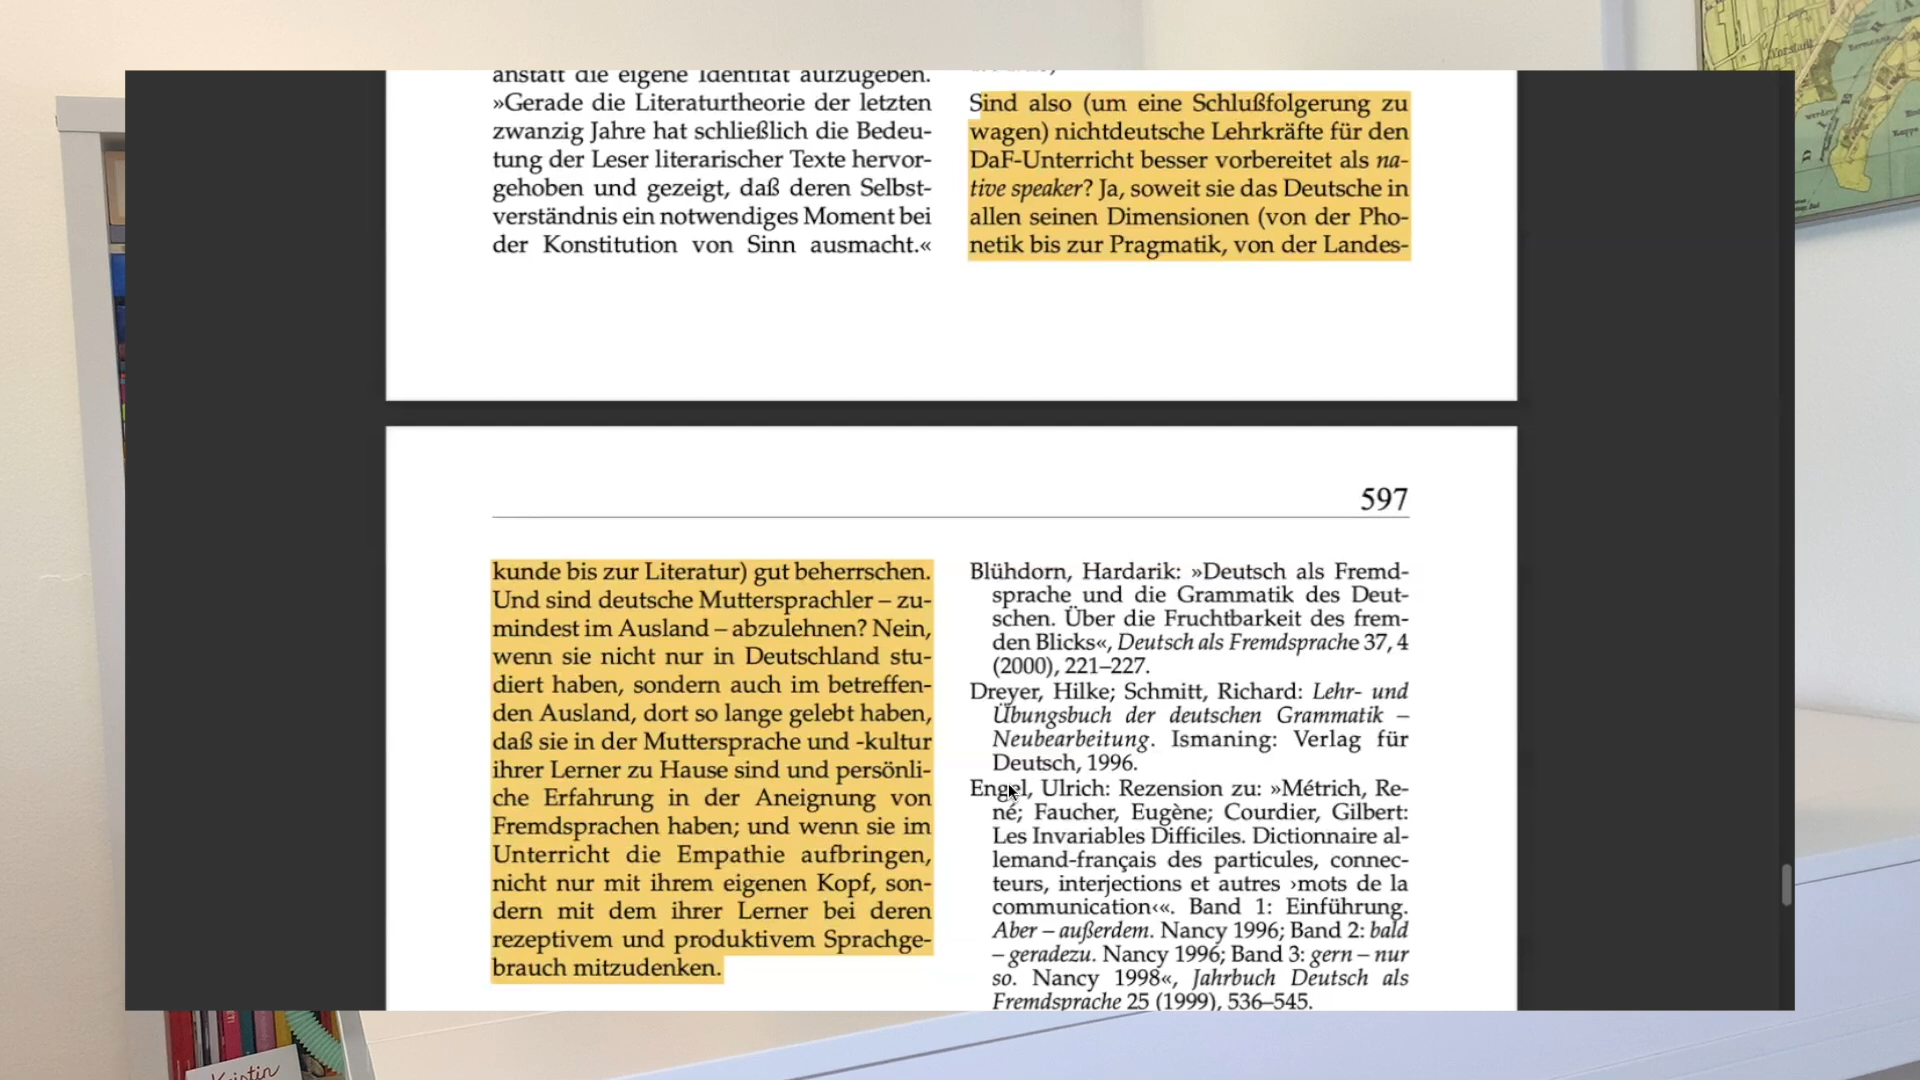 anstatt die eigene Identität aufzugeben.
»Gerade die Literaturtheorie der letzten
zwanzig Jahre hat schließlich die Bedeu-
tung der Leser literarischer Texte hervor-
gehoben und gezeigt, daß deren Selbst-
verständnis ein notwendiges Moment bei
der Konstitution von Sinn ausmacht.«
Sind also (um eine Schlußfolgerung zu
wagen) nichtdeutsche Lehrkräfte für den
DaF-Unterricht besser vorbereitet als na-
tive speaker? Ja, soweit sie das Deutsche in
allen seinen Dimensionen (von der Pho-
netik bis zur Pragmatik, von der Landes-
597
kunde bis zur Literatur) gut beherrschen.
Und sind deutsche Muttersprachler – zu-
mindest im Ausland – abzulehnen? Nein,
wenn sie nicht nur in Deutschland stu-
diert haben, sondern auch im betreffen-
den Ausland, dort so lange gelebt haben,
daß sie in der Muttersprache und -kultur
ihrer Lerner zu Hause sind und persönli-
che Erfahrung in der Aneignung von
Fremdsprachen haben; und wenn sie im
Unterricht die Empathie aufbringen,
nicht nur mit ihrem eigenen Kopf, son-
dern mit dem ihrer Lerner bei deren
rezeptivem und produktivem Sprachge-
brauch mitzudenken.
Blühdorn, Hardarik: »Deutsch als Fremd-
sprache und die Grammatik des Deut-
schen. Über die Fruchtbarkeit des frem-
den Blicks«, Deutsch als Fremdsprache 37, 4
(2000), 221–227.
Dreyer, Hilke; Schmitt, Richard: Lehr- und
Übungsbuch der deutschen Grammatik –
Neubearbeitung. Ismaning: Verlag für
Deutsch, 1996.
Engel, Ulrich: Rezension zu: »Métrich, Re-
né; Faucher, Eugène; Courdier, Gilbert:
Les Invariables Difficiles. Dictionnaire al-
lemand-français des particules, connec-
teurs, interjections et autres ›mots de la
communication‹«. Band 1: Einführung.
Aber – außerdem. Nancy 1996; Band 2: bald
– geradezu. Nancy 1996; Band 3: gern – nur
so. Nancy 1998«, Jahrbuch Deutsch als
Fremdsprache 25 (1999), 536–545.
Vorstadt
Kristin